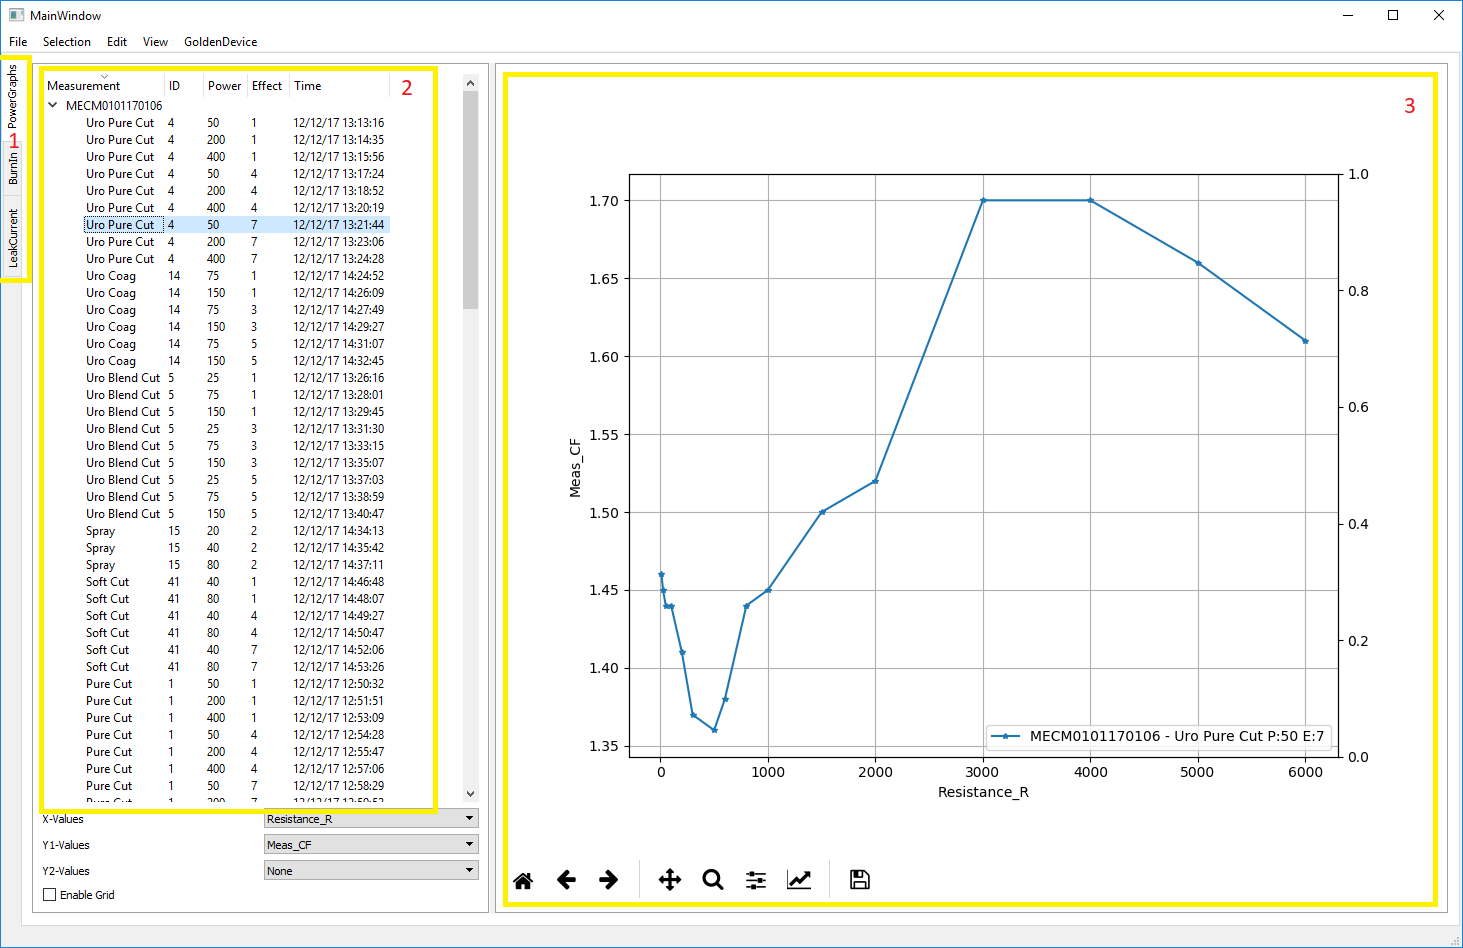 MainWindow
File Selection Edit View GoldenDevice
PowerGraphs
1
BurnIn
LeakCurrent
2
Measurement ID Power Effect Time
MECM0101170106
Uro Pure Cut 4 50 1 12/12/17 13:13:16
Uro Pure Cut 4 200 1 12/12/17 13:14:35
Uro Pure Cut 4 400 1 12/12/17 13:15:56
Uro Pure Cut 4 50 4 12/12/17 13:17:24
Uro Pure Cut 4 200 4 12/12/17 13:18:52
Uro Pure Cut 4 400 4 12/12/17 13:20:19
Uro Pure Cut 4 50 7 12/12/17 13:21:44
Uro Pure Cut 4 200 7 12/12/17 13:23:06
Uro Pure Cut 4 400 7 12/12/17 13:24:28
Uro Coag 14 75 1 12/12/17 14:24:52
Uro Coag 14 150 1 12/12/17 14:26:09
Uro Coag 14 75 3 12/12/17 14:27:49
Uro Coag 14 150 3 12/12/17 14:29:27
Uro Coag 14 75 5 12/12/17 14:31:07
Uro Coag 14 150 5 12/12/17 14:32:45
Uro Blend Cut 5 25 1 12/12/17 13:26:16
Uro Blend Cut 5 75 1 12/12/17 13:28:01
Uro Blend Cut 5 150 1 12/12/17 13:29:45
Uro Blend Cut 5 25 3 12/12/17 13:31:30
Uro Blend Cut 5 75 3 12/12/17 13:33:15
Uro Blend Cut 5 150 3 12/12/17 13:35:07
Uro Blend Cut 5 25 5 12/12/17 13:37:03
Uro Blend Cut 5 75 5 12/12/17 13:38:59
Uro Blend Cut 5 150 5 12/12/17 13:40:47
Spray 15 20 2 12/12/17 14:34:13
Spray 15 40 2 12/12/17 14:35:42
Spray 15 80 2 12/12/17 14:37:11
Soft Cut 41 40 1 12/12/17 14:46:48
Soft Cut 41 80 1 12/12/17 14:48:07
Soft Cut 41 40 4 12/12/17 14:49:27
Soft Cut 41 80 4 12/12/17 14:50:47
Soft Cut 41 40 7 12/12/17 14:52:06
Soft Cut 41 80 7 12/12/17 14:53:26
Pure Cut 1 50 1 12/12/17 12:50:32
Pure Cut 1 200 1 12/12/17 12:51:51
Pure Cut 1 400 1 12/12/17 12:53:09
Pure Cut 1 50 4 12/12/17 12:54:28
Pure Cut 1 200 4 12/12/17 12:55:47
Pure Cut 1 400 4 12/12/17 12:57:06
Pure Cut 1 50 7 12/12/17 12:58:29
X-Values Resistance_R
Y1-Values Meas_CF
Y2-Values None
Enable Grid
3
1.70
1.65
1.60
1.55
1.50
1.45
1.40
1.35
Meas_CF
1.0
0.8
0.6
0.4
0.2
0.0
MECM0101170106 - Uro Pure Cut P:50 E:7
0 1000 2000 3000 4000 5000 6000
Resistance_R